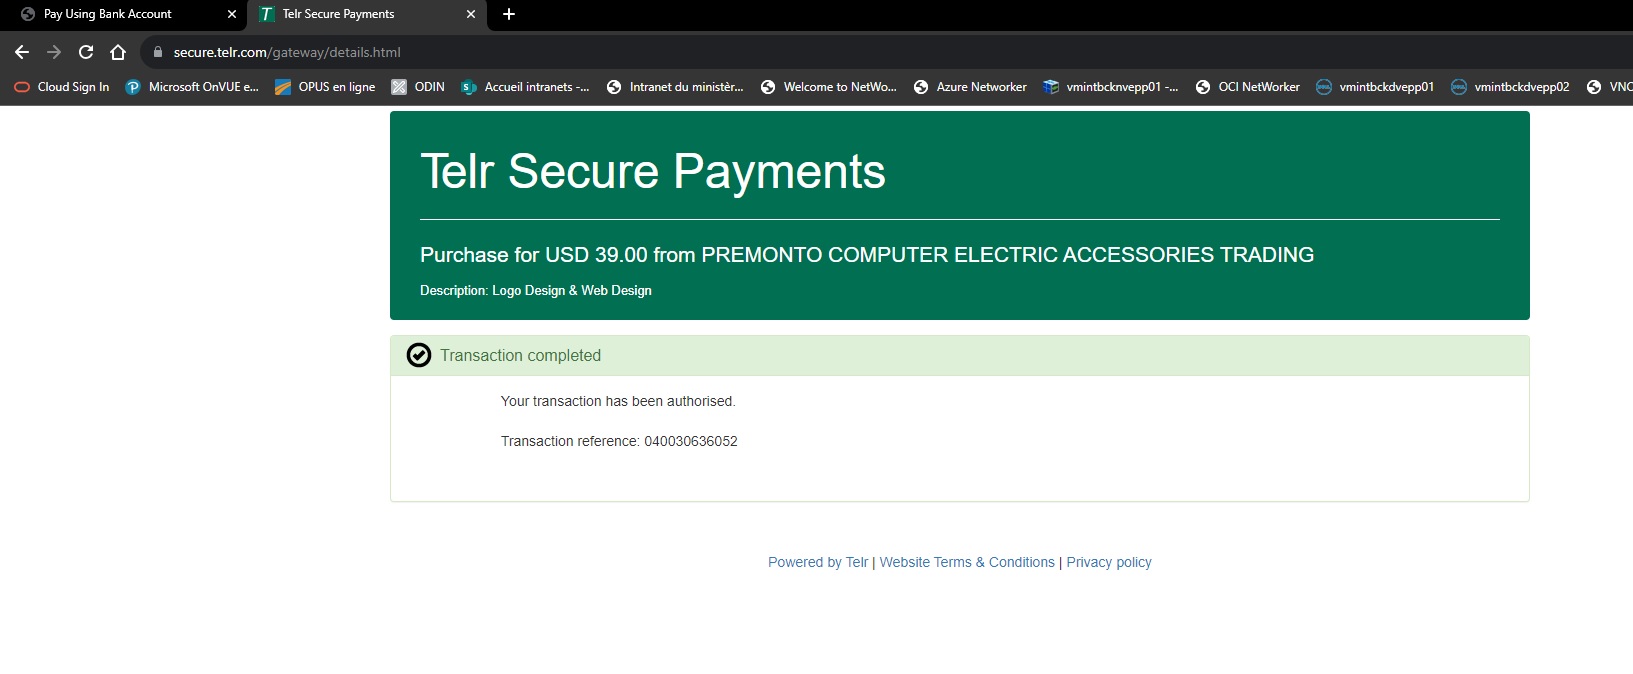 Pay Using Bank Account
Telr Secure Payments
secure.telr.com/gateway/details.html
Cloud Sign In Microsoft OnVUE e... OPUS en ligne ODIN Accueil intranets -... Intranet du ministèr... Welcome to NetWo... Azure Networker vmintbcknvepp01 -... OCI NetWorker vmintbckdvepp01 vmintbckdvepp02
Telr Secure Payments
Purchase for USD 39.00 from PREMONTO COMPUTER ELECTRIC ACCESSORIES TRADING
Description: Logo Design & Web Design
Transaction completed
Your transaction has been authorised.
Transaction reference: 040030636052
Powered by Telr | Website Terms & Conditions | Privacy policy